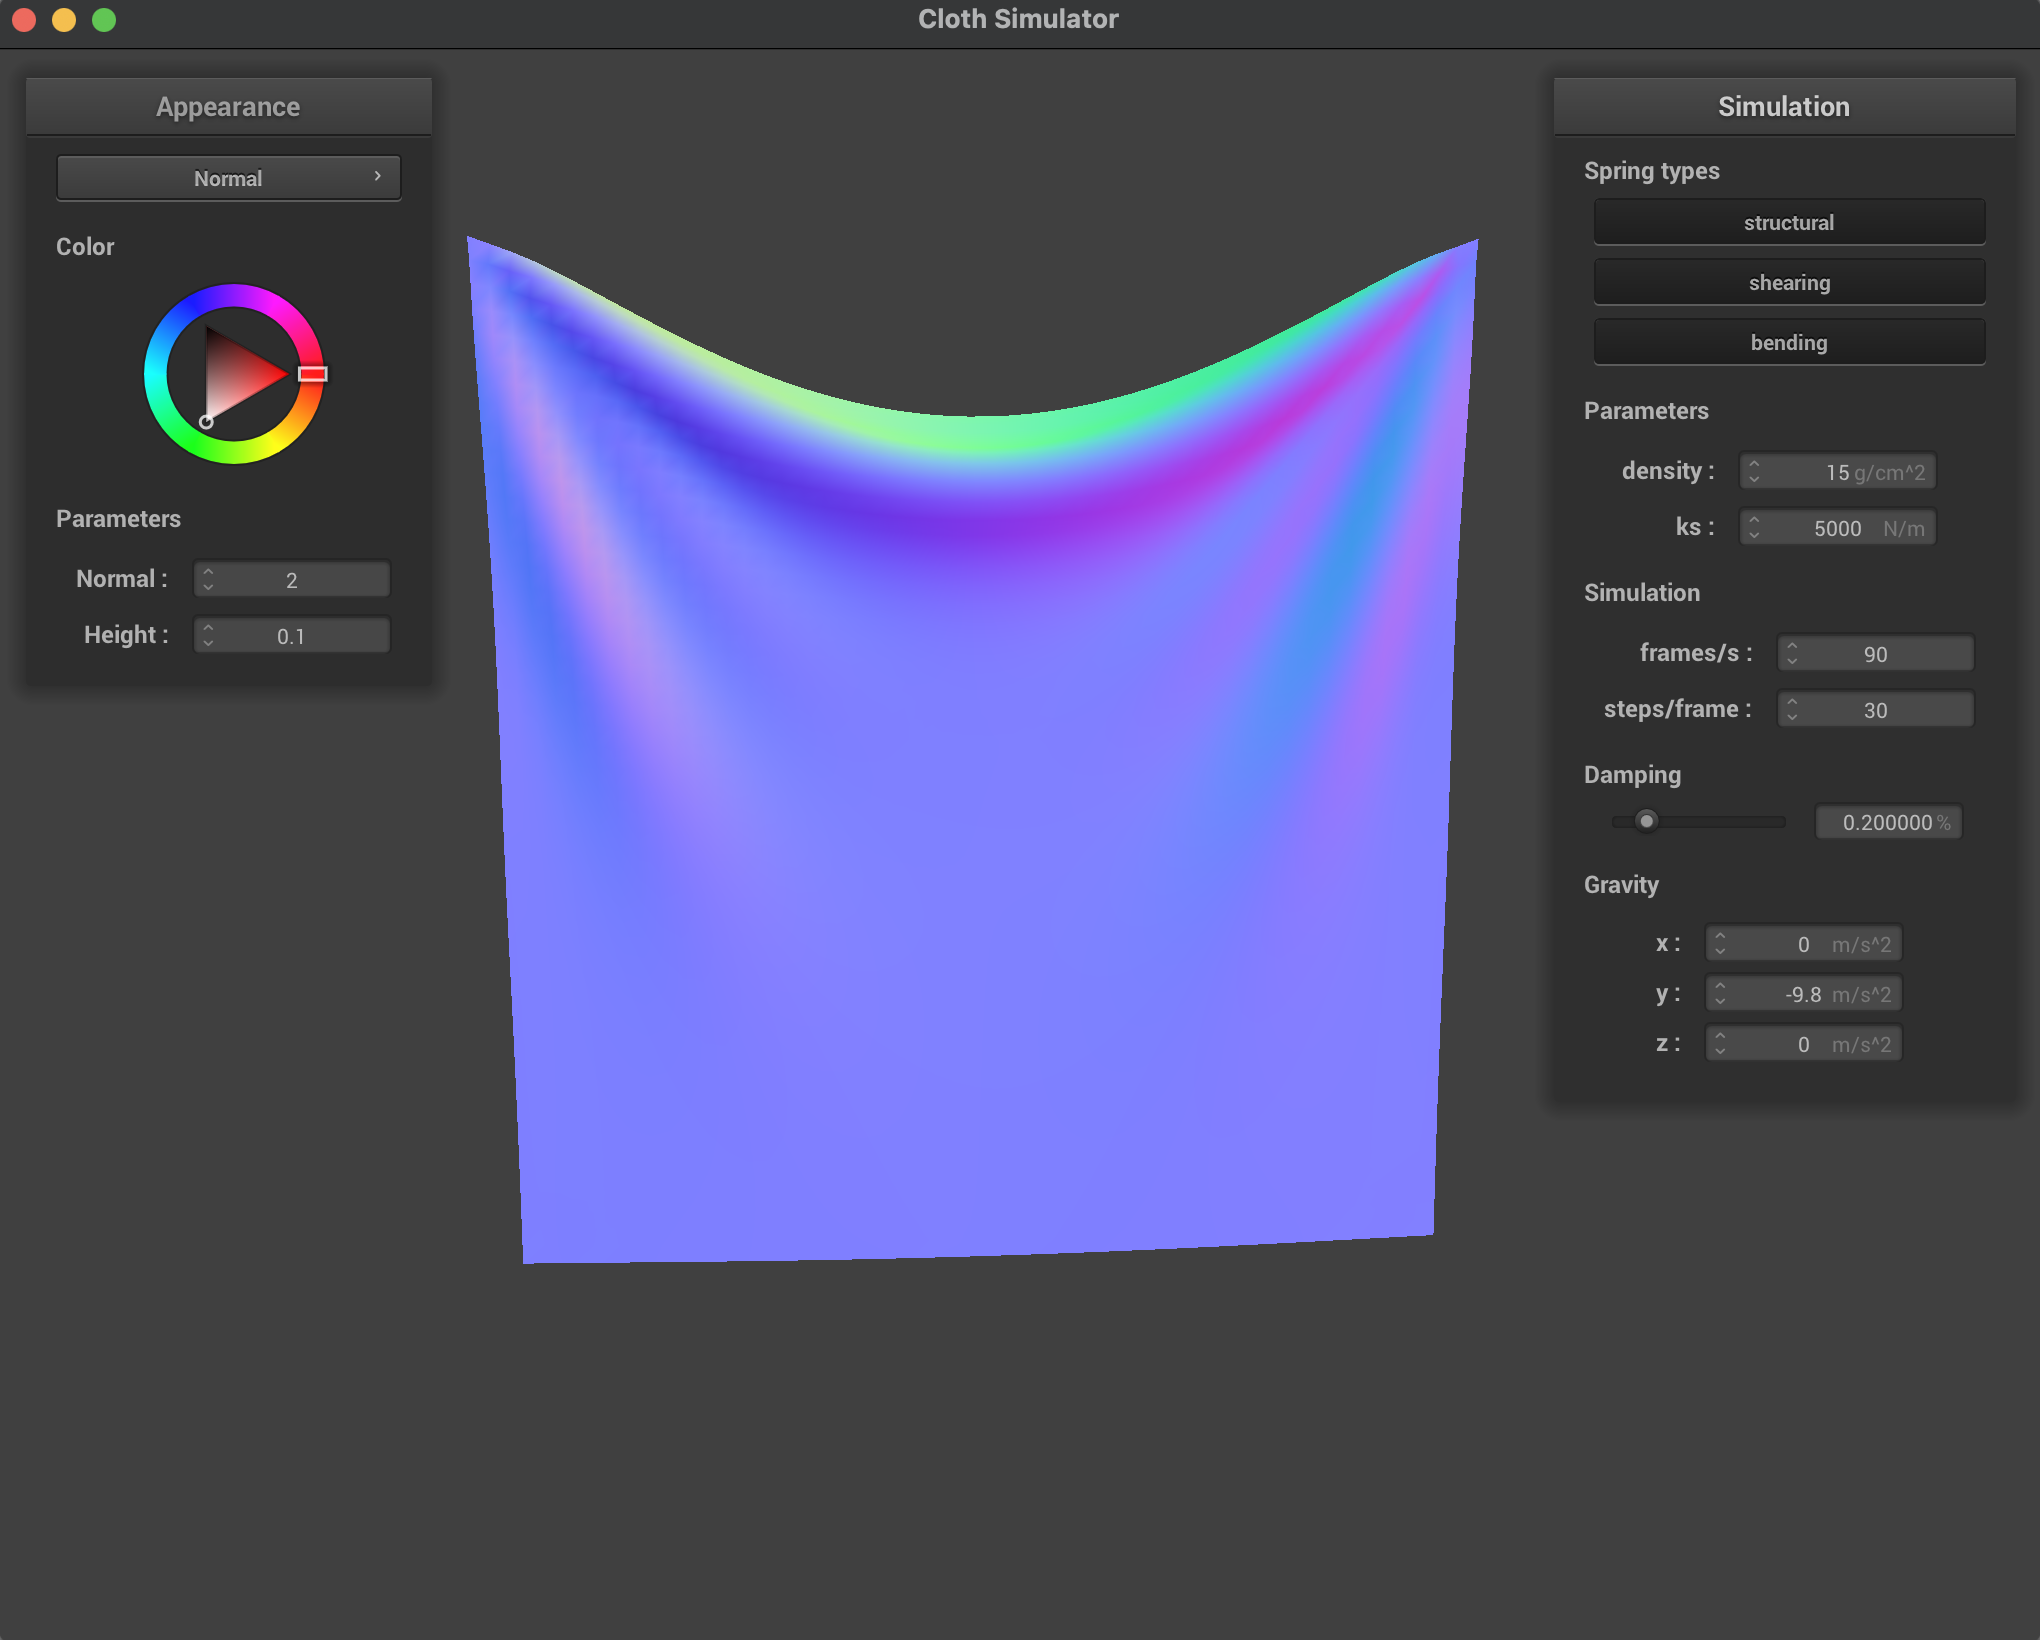 Cloth Simulator
Appearance
Normal
Color
Parameters
Normal : 2
Height : 0.1
Simulation
Spring types
structural
shearing
bending
Parameters
density : 15 g/cm^2
ks : 5000 N/m
Simulation
frames/s : 90
steps/frame : 30
Damping
0.200000 %
Gravity
x : 0 m/s^2
y : -9.8 m/s^2
z : 0 m/s^2